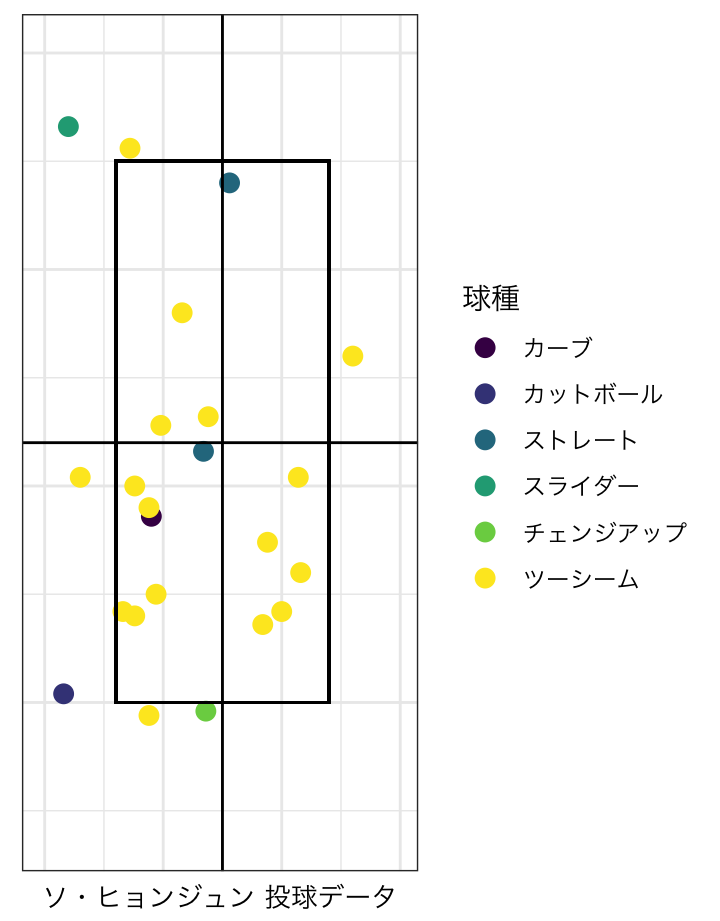 球種
カーブ
カットボール
ストレート
スライダー
チェンジアップ
ツーシーム
ソ・ヒョンジュン 投球データ